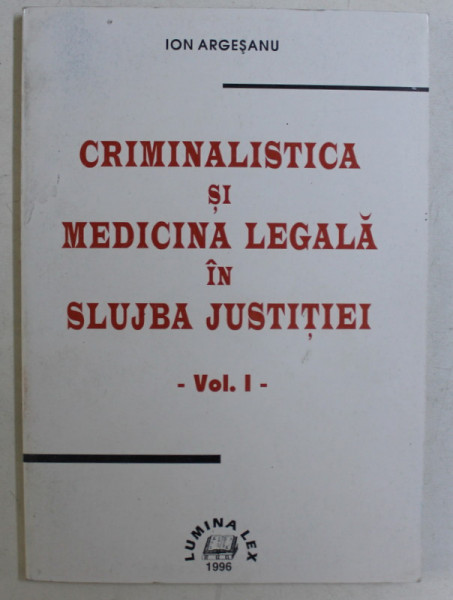 ION ARGEȘANU
CRIMINALISTICA
ȘI
MEDICINA LEGALĂ
ÎN
SLUJBA JUSTIȚIEI
- Vol. I -
LUMINA LEX
1996